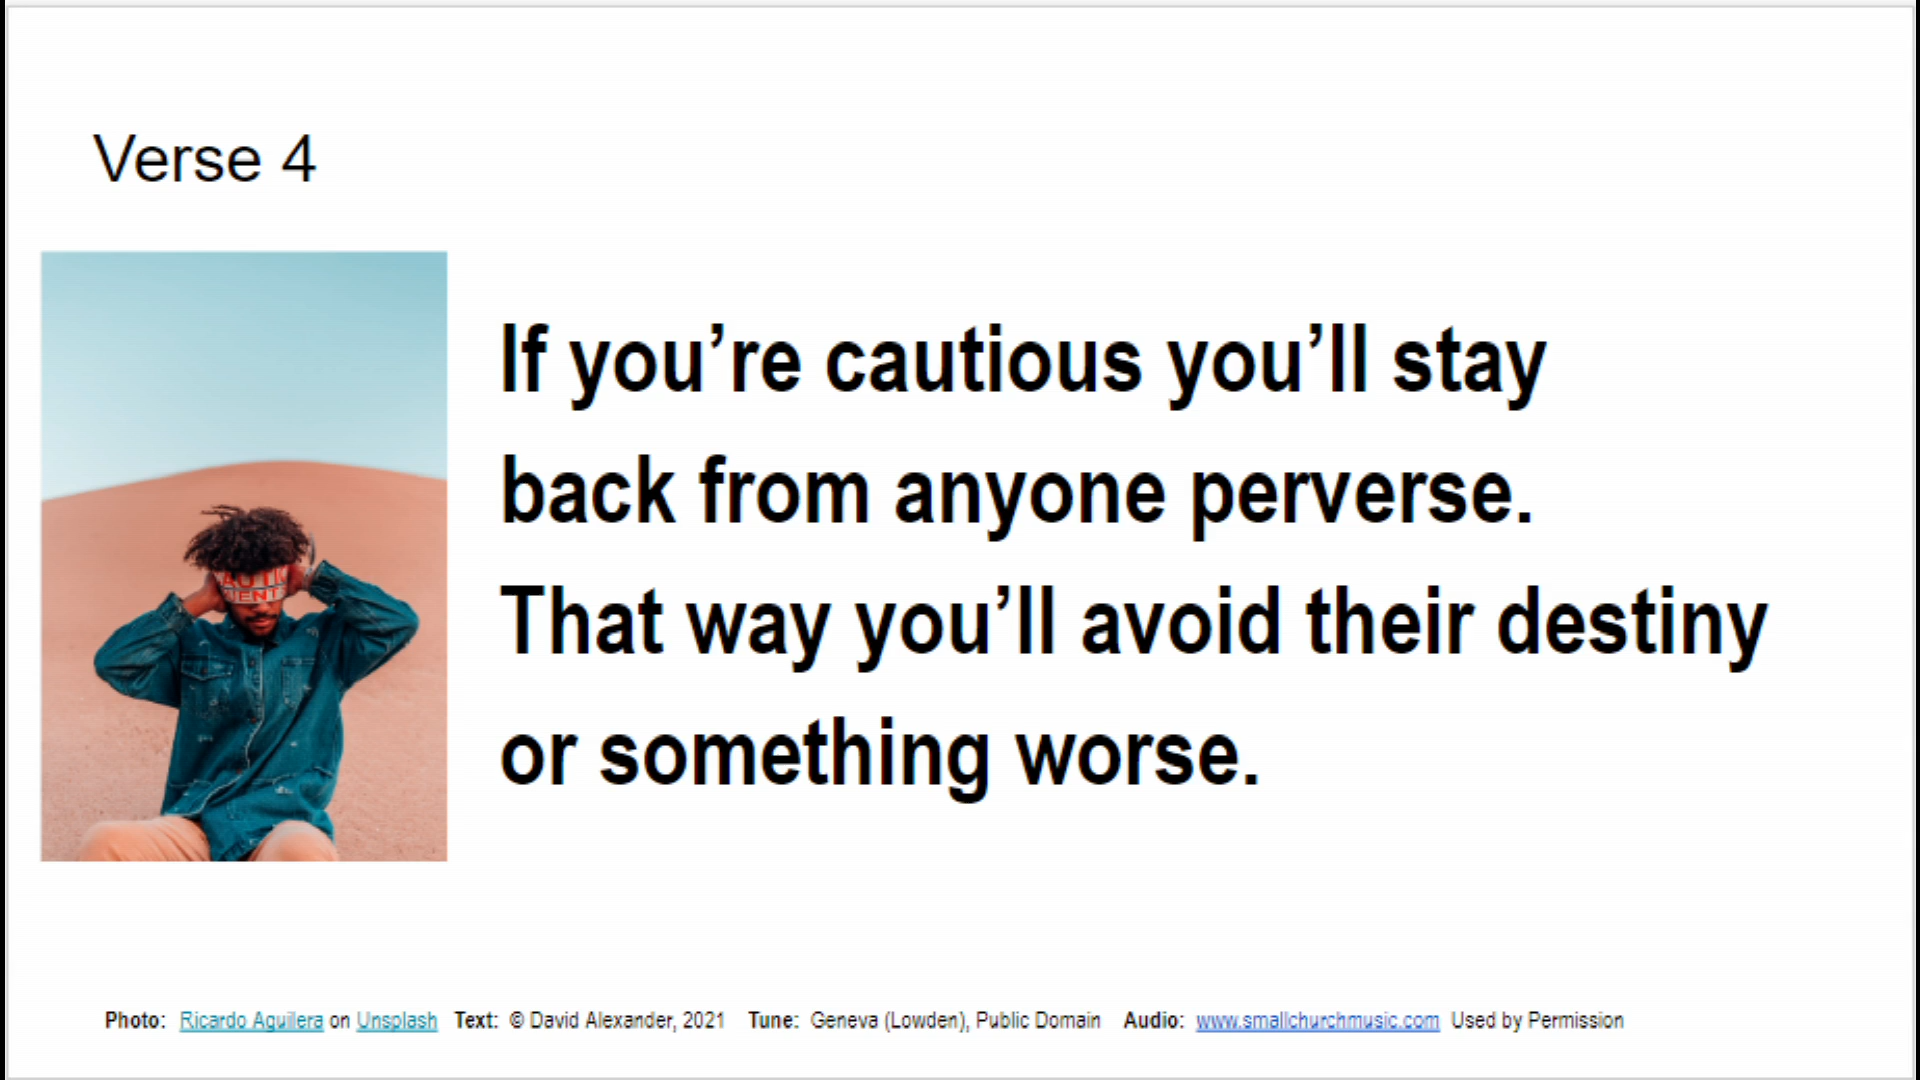 Verse 4
If you’re cautious you’ll stay
back from anyone perverse.
That way you’ll avoid their destiny
or something worse.
Photo: Ricardo Aguilera on Unsplash Text: © David Alexander, 2021 Tune: Geneva (Lowden), Public Domain Audio: www.smallchurchmusic.com Used by Permission